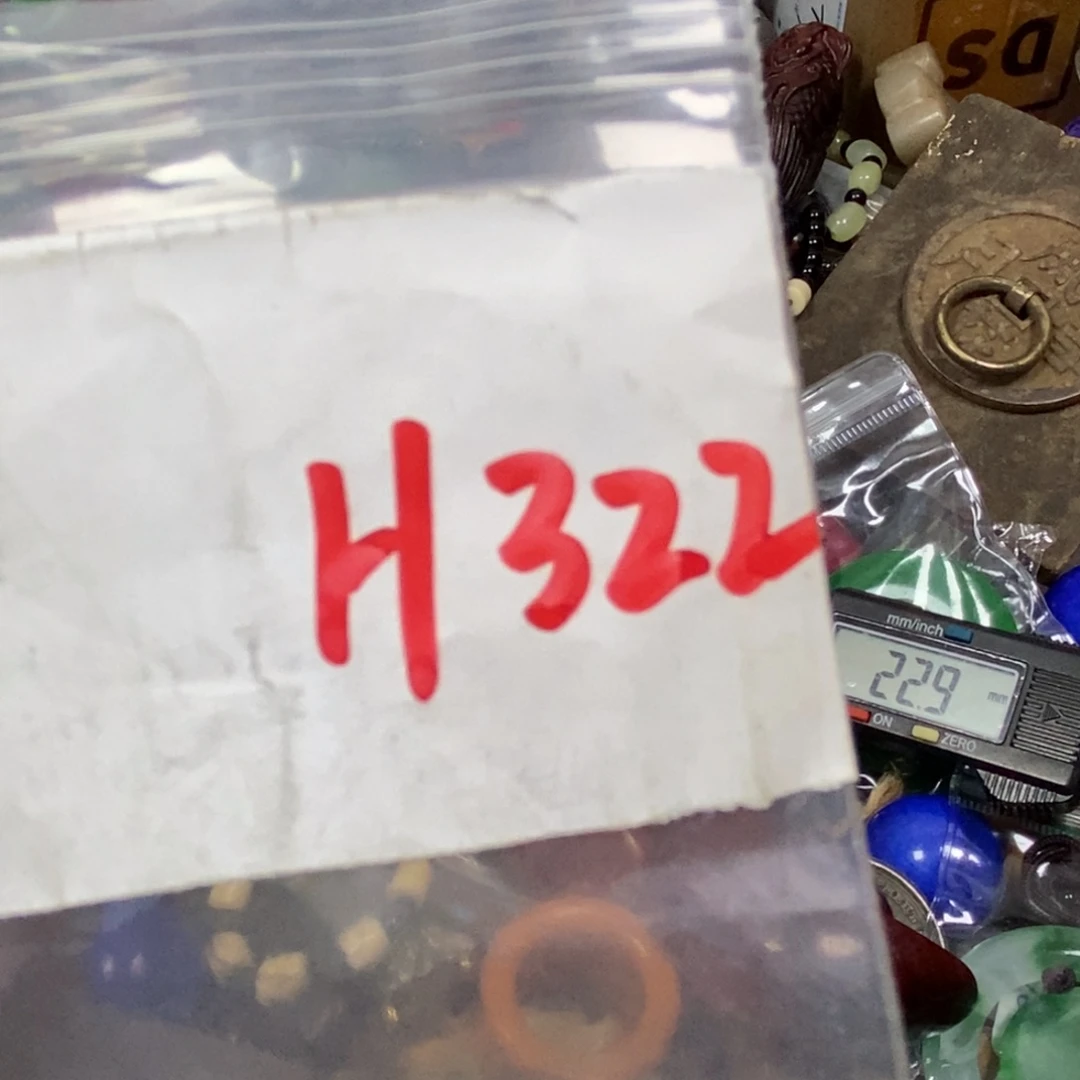 H322
sa
mm/inch
22.9 mm
ON
ZERO